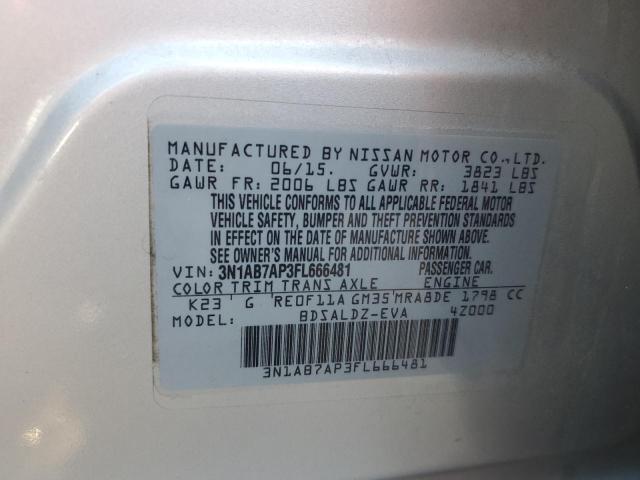 MANUFACTURED BY NISSAN MOTOR CO.,LTD.
DATE: 06/15. GVWR: 3823 LBS
GAWR FR: 2006 LBS GAWR RR: 1841 LBS
THIS VEHICLE CONFORMS TO ALL APPLICABLE FEDERAL MOTOR
VEHICLE SAFETY, BUMPER AND THEFT PREVENTION STANDARDS
IN EFFECT ON THE DATE OF MANUFACTURE SHOWN ABOVE.
SEE OWNER'S MANUAL FOR ADDITIONAL INFORMATION.
VIN: 3N1AB7AP3FL666481 PASSENGER CAR.
COLOR TRIM TRANS AXLE ENGINE
K23 G RE0F11A GM35 MRA8DE 1798 CC
MODEL: BDSALDZ-EVA 4Z000
3N1AB7AP3FL666481